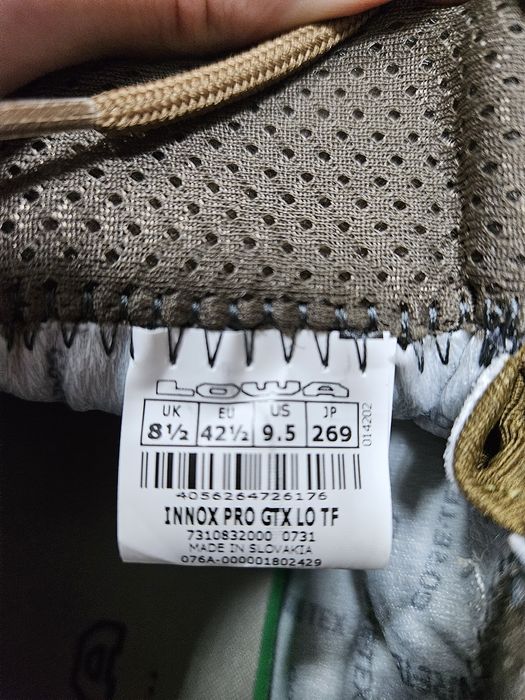 LOWA
UK EU US JP
8½ 42½ 9.5 269
014202
4056264726176
INNOX PRO GTX LO TF
7310832000 0731
MADE IN SLOVAKIA
076A-000001802429